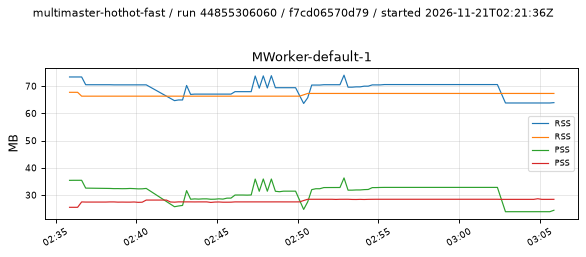 multimaster-hothot-fast / run 44855306060 / f7cd06570d79 / started 2026-11-21T02:21:36Z
MWorker-default-1
MB
70
60
50
40
30
RSS
RSS
PSS
PSS
02:35
02:40
02:45
02:50
02:55
03:00
03:05